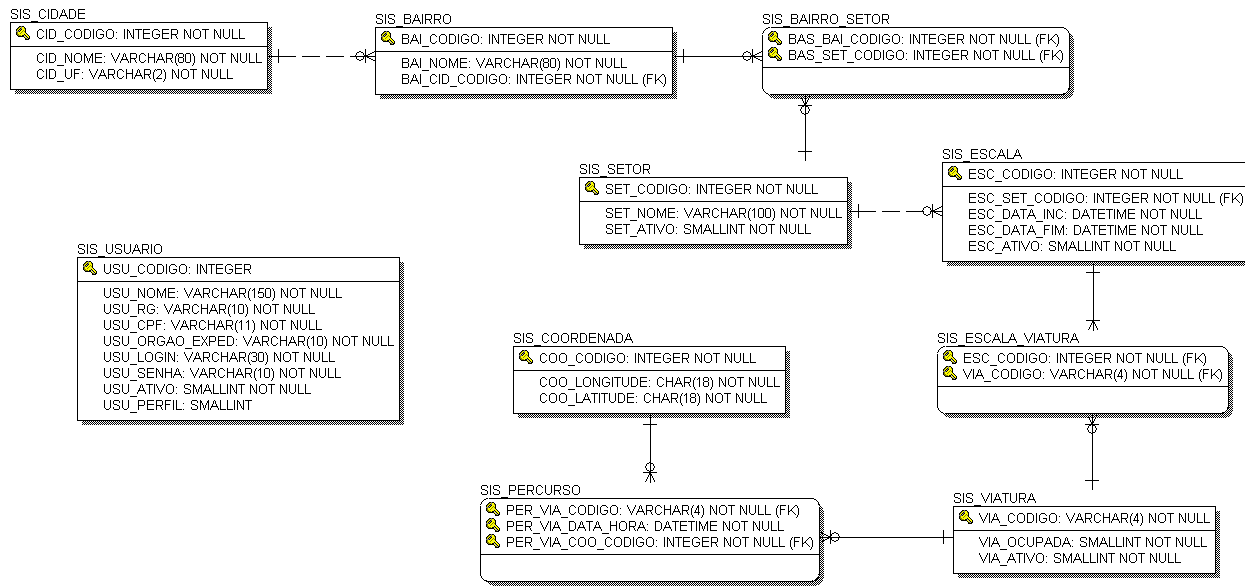 SIS_CIDADE
CID_CODIGO: INTEGER NOT NULL
CID_NOME: VARCHAR(80) NOT NULL
CID_UF: VARCHAR(2) NOT NULL
SIS_BAIRRO
BAI_CODIGO: INTEGER NOT NULL
BAI_NOME: VARCHAR(80) NOT NULL
BAI_CID_CODIGO: INTEGER NOT NULL (FK)
SIS_BAIRRO_SETOR
BAS_BAI_CODIGO: INTEGER NOT NULL (FK)
BAS_SET_CODIGO: INTEGER NOT NULL (FK)
SIS_SETOR
SET_CODIGO: INTEGER NOT NULL
SET_NOME: VARCHAR(100) NOT NULL
SET_ATIVO: SMALLINT NOT NULL
SIS_ESCALA
ESC_CODIGO: INTEGER NOT NULL
ESC_SET_CODIGO: INTEGER NOT NULL (FK)
ESC_DATA_INC: DATETIME NOT NULL
ESC_DATA_FIM: DATETIME NOT NULL
ESC_ATIVO: SMALLINT NOT NULL
SIS_USUARIO
USU_CODIGO: INTEGER
USU_NOME: VARCHAR(150) NOT NULL
USU_RG: VARCHAR(10) NOT NULL
USU_CPF: VARCHAR(11) NOT NULL
USU_ORGAO_EXPED: VARCHAR(10) NOT NULL
USU_LOGIN: VARCHAR(30) NOT NULL
USU_SENHA: VARCHAR(10) NOT NULL
USU_ATIVO: SMALLINT NOT NULL
USU_PERFIL: SMALLINT
SIS_COORDENADA
COO_CODIGO: INTEGER NOT NULL
COO_LONGITUDE: CHAR(18) NOT NULL
COO_LATITUDE: CHAR(18) NOT NULL
SIS_ESCALA_VIATURA
ESC_CODIGO: INTEGER NOT NULL (FK)
VIA_CODIGO: VARCHAR(4) NOT NULL (FK)
SIS_PERCURSO
PER_VIA_CODIGO: VARCHAR(4) NOT NULL (FK)
PER_VIA_DATA_HORA: DATETIME NOT NULL
PER_VIA_COO_CODIGO: INTEGER NOT NULL (FK)
SIS_VIATURA
VIA_CODIGO: VARCHAR(4) NOT NULL
VIA_OCUPADA: SMALLINT NOT NULL
VIA_ATIVO: SMALLINT NOT NULL